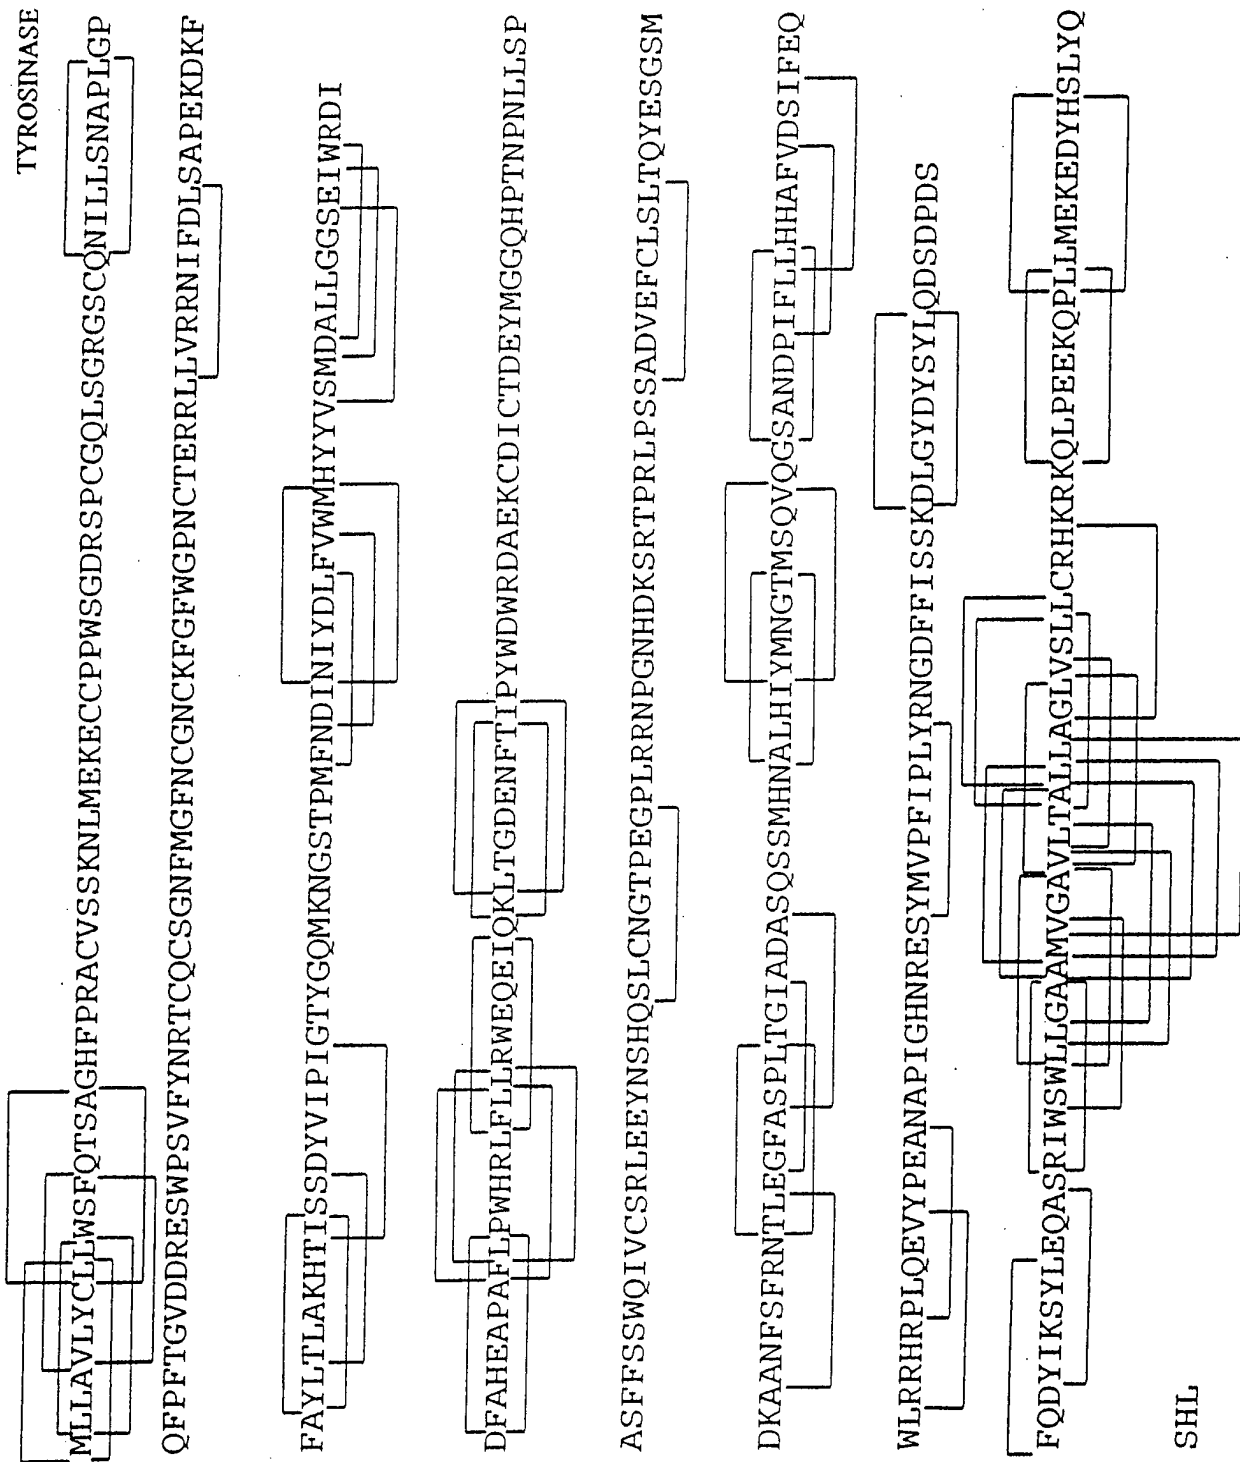 TYROSINASE
MLLAVLYCLLWSFQTSAGHFPRACVSSKNLMEKECCPPWSGDRSPCGQLSGRGSCQNILLSNAPLGP
QFPFTGVDDRESWPSVFYNRTCQCSGNFMGFNCGNCKFGFWGPNCTERRLLVRRNIFDLSAPEKDKF
FAYLTLAKHTISSDYVIPIGTYGQMKNGSTPMFNDINIYDLFVWMHYYVSMDALLGGSEIWRDI
DFAHEAPAFLPWHRLFLLRWEQEIQKLTGDENFTIPYWDWRDAEKCDICTDEYMGGQHPTNPNLLSP
ASFFSSWQIVCSRLEEYNSHQSLCNGTPEGPLRRNPGNHDKSRTPRLPSSADVEFCLSLTQYESGSM
DKAANFSFRNTLEGFASPLTGIADASQSSMHNALHIYMNGTMSQVQGSANDPIFLLHHAFVDSIFEQ
WLRRHRPLQEVYPEANAPIGHNRESYMVPFIPLYRNGDFFISSKDLGYDYSYLQDSDPDS
FQDYIKSYLEQASRIWSWLLGAAMVGAVLTALLAGLVSLLCRHKRKQLPEEKQPLLMEKEDYHSLYQ
SHL